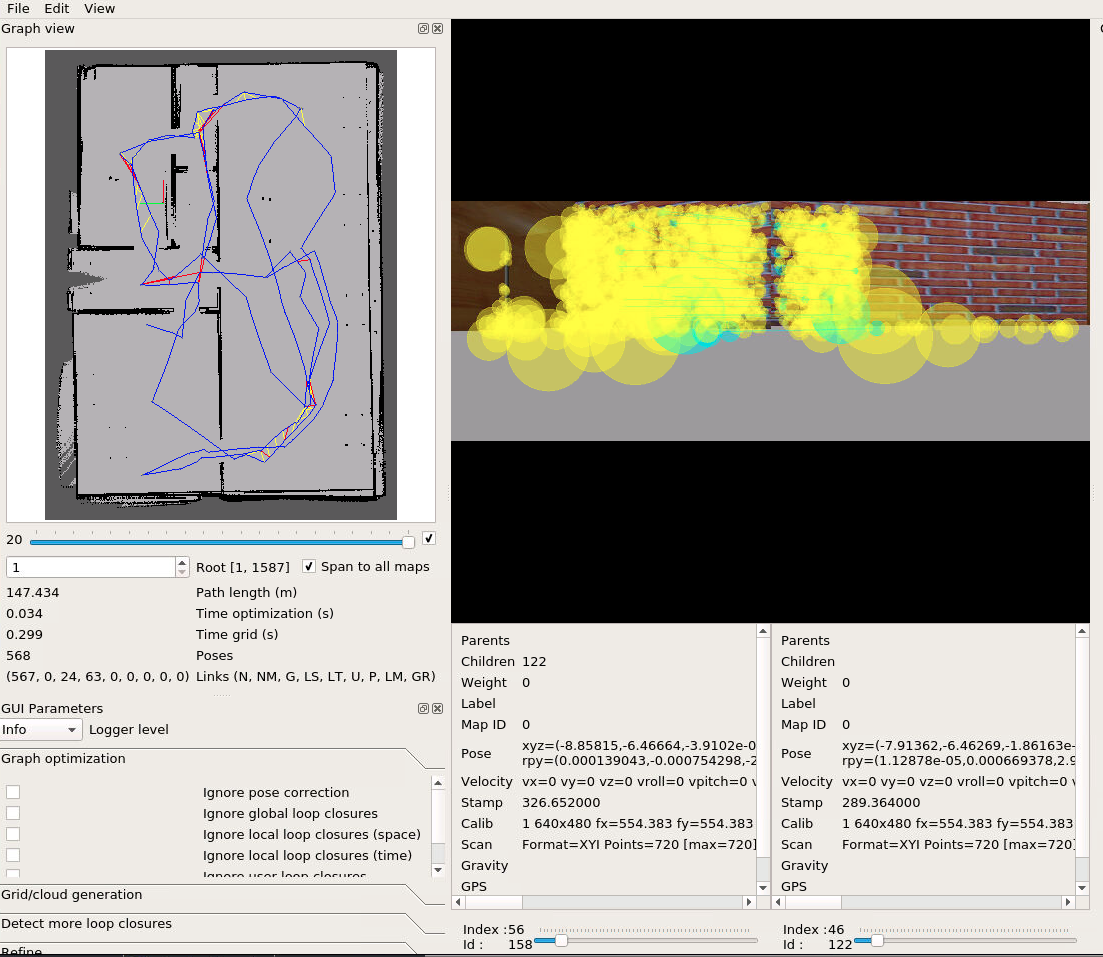 File Edit View
Graph view
20
1 Root [1, 1587] Span to all maps
147.434 Path length (m)
0.034 Time optimization (s)
0.299 Time grid (s)
568 Poses
(567, 0, 24, 63, 0, 0, 0, 0, 0) Links (N, NM, G, LS, LT, U, P, LM, GR)
GUI Parameters
Info Logger level
Graph optimization
Ignore pose correction
Ignore global loop closures
Ignore local loop closures (space)
Ignore local loop closures (time)
Ignore user loop closures
Grid/cloud generation
Detect more loop closures
Refine
Parents
Children 122
Weight 0
Label
Map ID 0
Pose xyz=(-8.85815,-6.46664,-3.9102e-0
rpy=(0.000139043,-0.000754298,-2
Velocity vx=0 vy=0 vz=0 vroll=0 vpitch=0 v
Stamp 326.652000
Calib 1 640x480 fx=554.383 fy=554.383
Scan Format=XYI Points=720 [max=720]
Gravity
GPS
Index :56
Id : 158
Parents
Children
Weight 0
Label
Map ID 0
Pose xyz=(-7.91362,-6.46269,-1.86163e-
rpy=(1.12878e-05,0.000669378,2.9
Velocity vx=0 vy=0 vz=0 vroll=0 vpitch=0 v
Stamp 289.364000
Calib 1 640x480 fx=554.383 fy=554.383
Scan Format=XYI Points=720 [max=720]
Gravity
GPS
Index :46
Id : 122